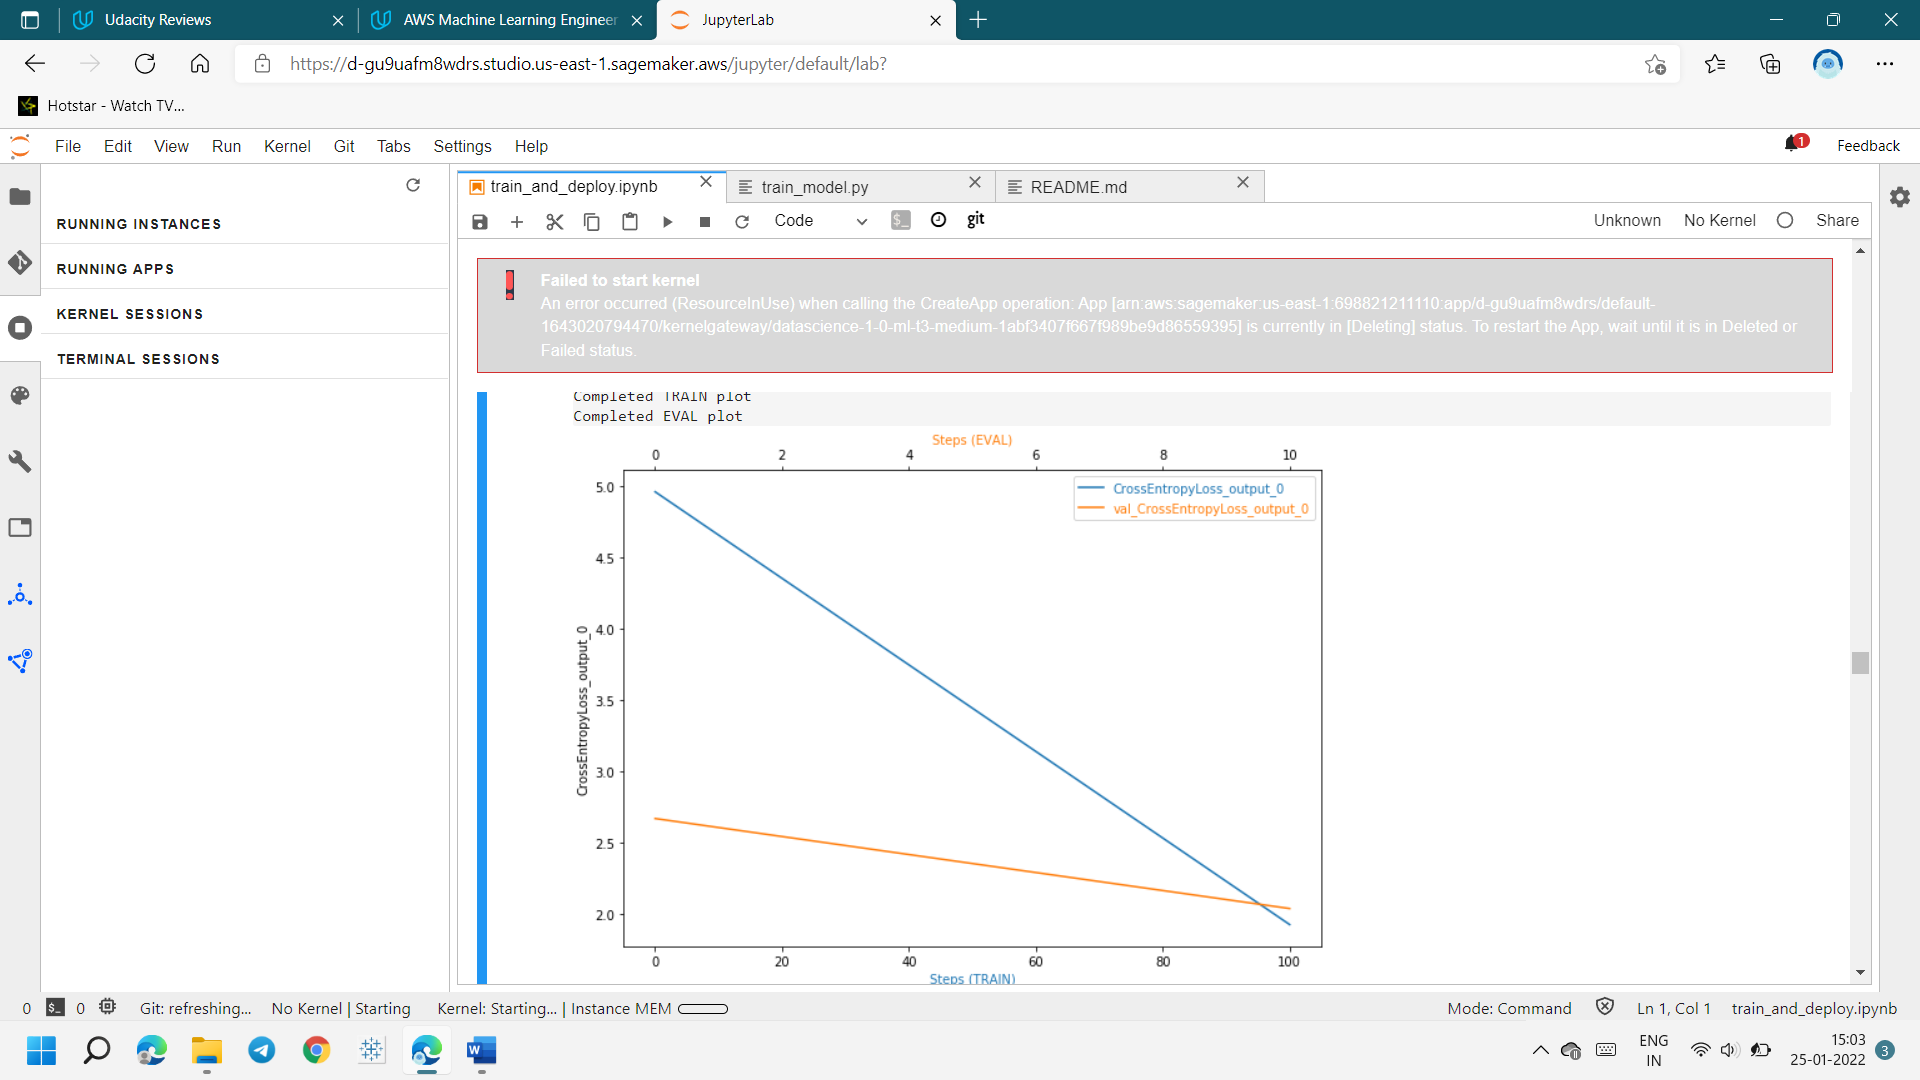 Udacity Reviews
AWS Machine Learning Engineer
JupyterLab
https://d-gu9uafm8wdrs.studio.us-east-1.sagemaker.aws/jupyter/default/lab?
Hotstar - Watch TV...
File Edit View Run Kernel Git Tabs Settings Help
1
Feedback
RUNNING INSTANCES
RUNNING APPS
KERNEL SESSIONS
TERMINAL SESSIONS
train_and_deploy.ipynb
train_model.py
README.md
Code
$_
git
Unknown
No Kernel
Share
Failed to start kernel
An error occurred (ResourceInUse) when calling the CreateApp operation: App [arn:aws:sagemaker:us-east-1:698821211110:app/d-gu9uafm8wdrs/default-
1643020794470/kernelgateway/datascience-1-0-ml-t3-medium-1abf3407f667f989be9d86559395] is currently in [Deleting] status. To restart the App, wait until it is in Deleted or
Failed status.
Completed TRAIN plot
Completed EVAL plot
Steps (EVAL)
0 2 4 6 8 10
CrossEntropyLoss_output_0
val_CrossEntropyLoss_output_0
5.0
4.5
4.0
3.5
3.0
2.5
2.0
CrossEntropyLoss_output_0
0 20 40 60 80 100
Steps (TRAIN)
0 $_ 0 Git: refreshing... No Kernel | Starting Kernel: Starting... | Instance MEM
Mode: Command Ln 1, Col 1 train_and_deploy.ipynb
W
ENG
IN
15:03
25-01-2022
3